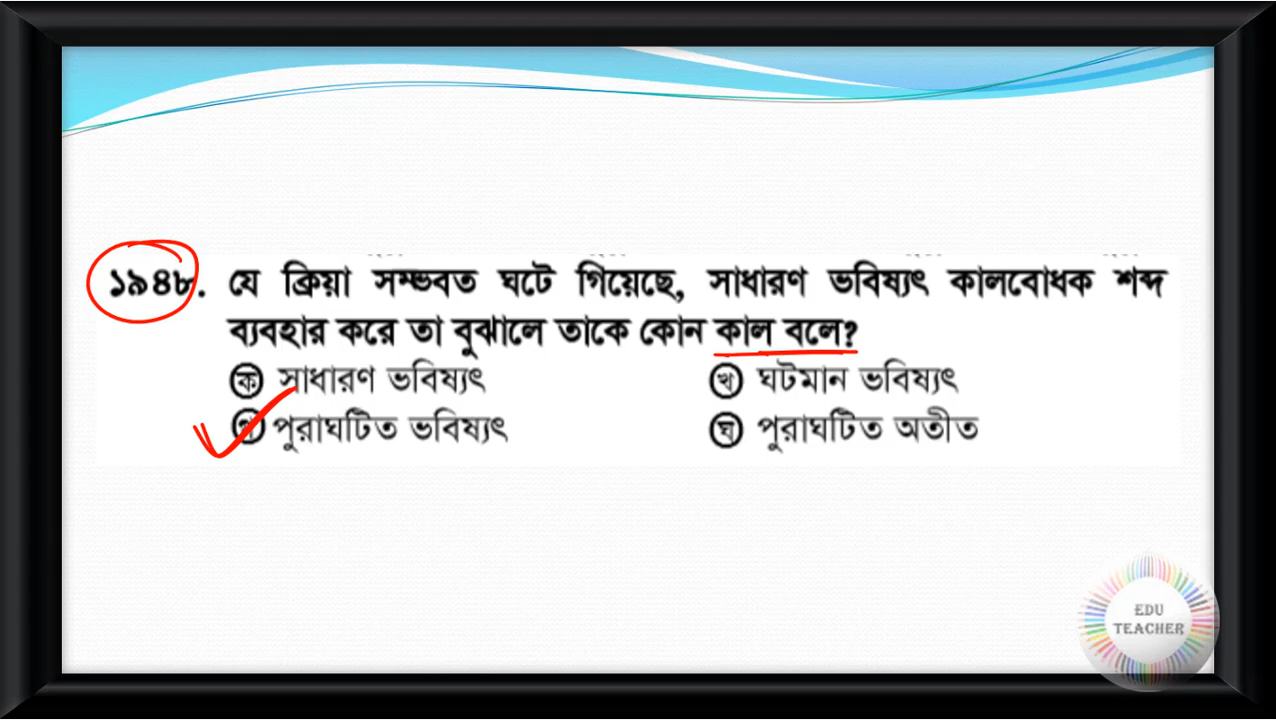 ১৯৪৮. যে ক্রিয়া সম্ভবত ঘটে গিয়েছে, সাধারণ ভবিষ্যৎ কালবোধক শব্দ
ব্যবহার করে তা বুঝালে তাকে কোন কাল বলে?
ক সাধারণ ভবিষ্যৎ খ ঘটমান ভবিষ্যৎ
গ পুরাঘটিত ভবিষ্যৎ ঘ পুরাঘটিত অতীত
EDU
TEACHER